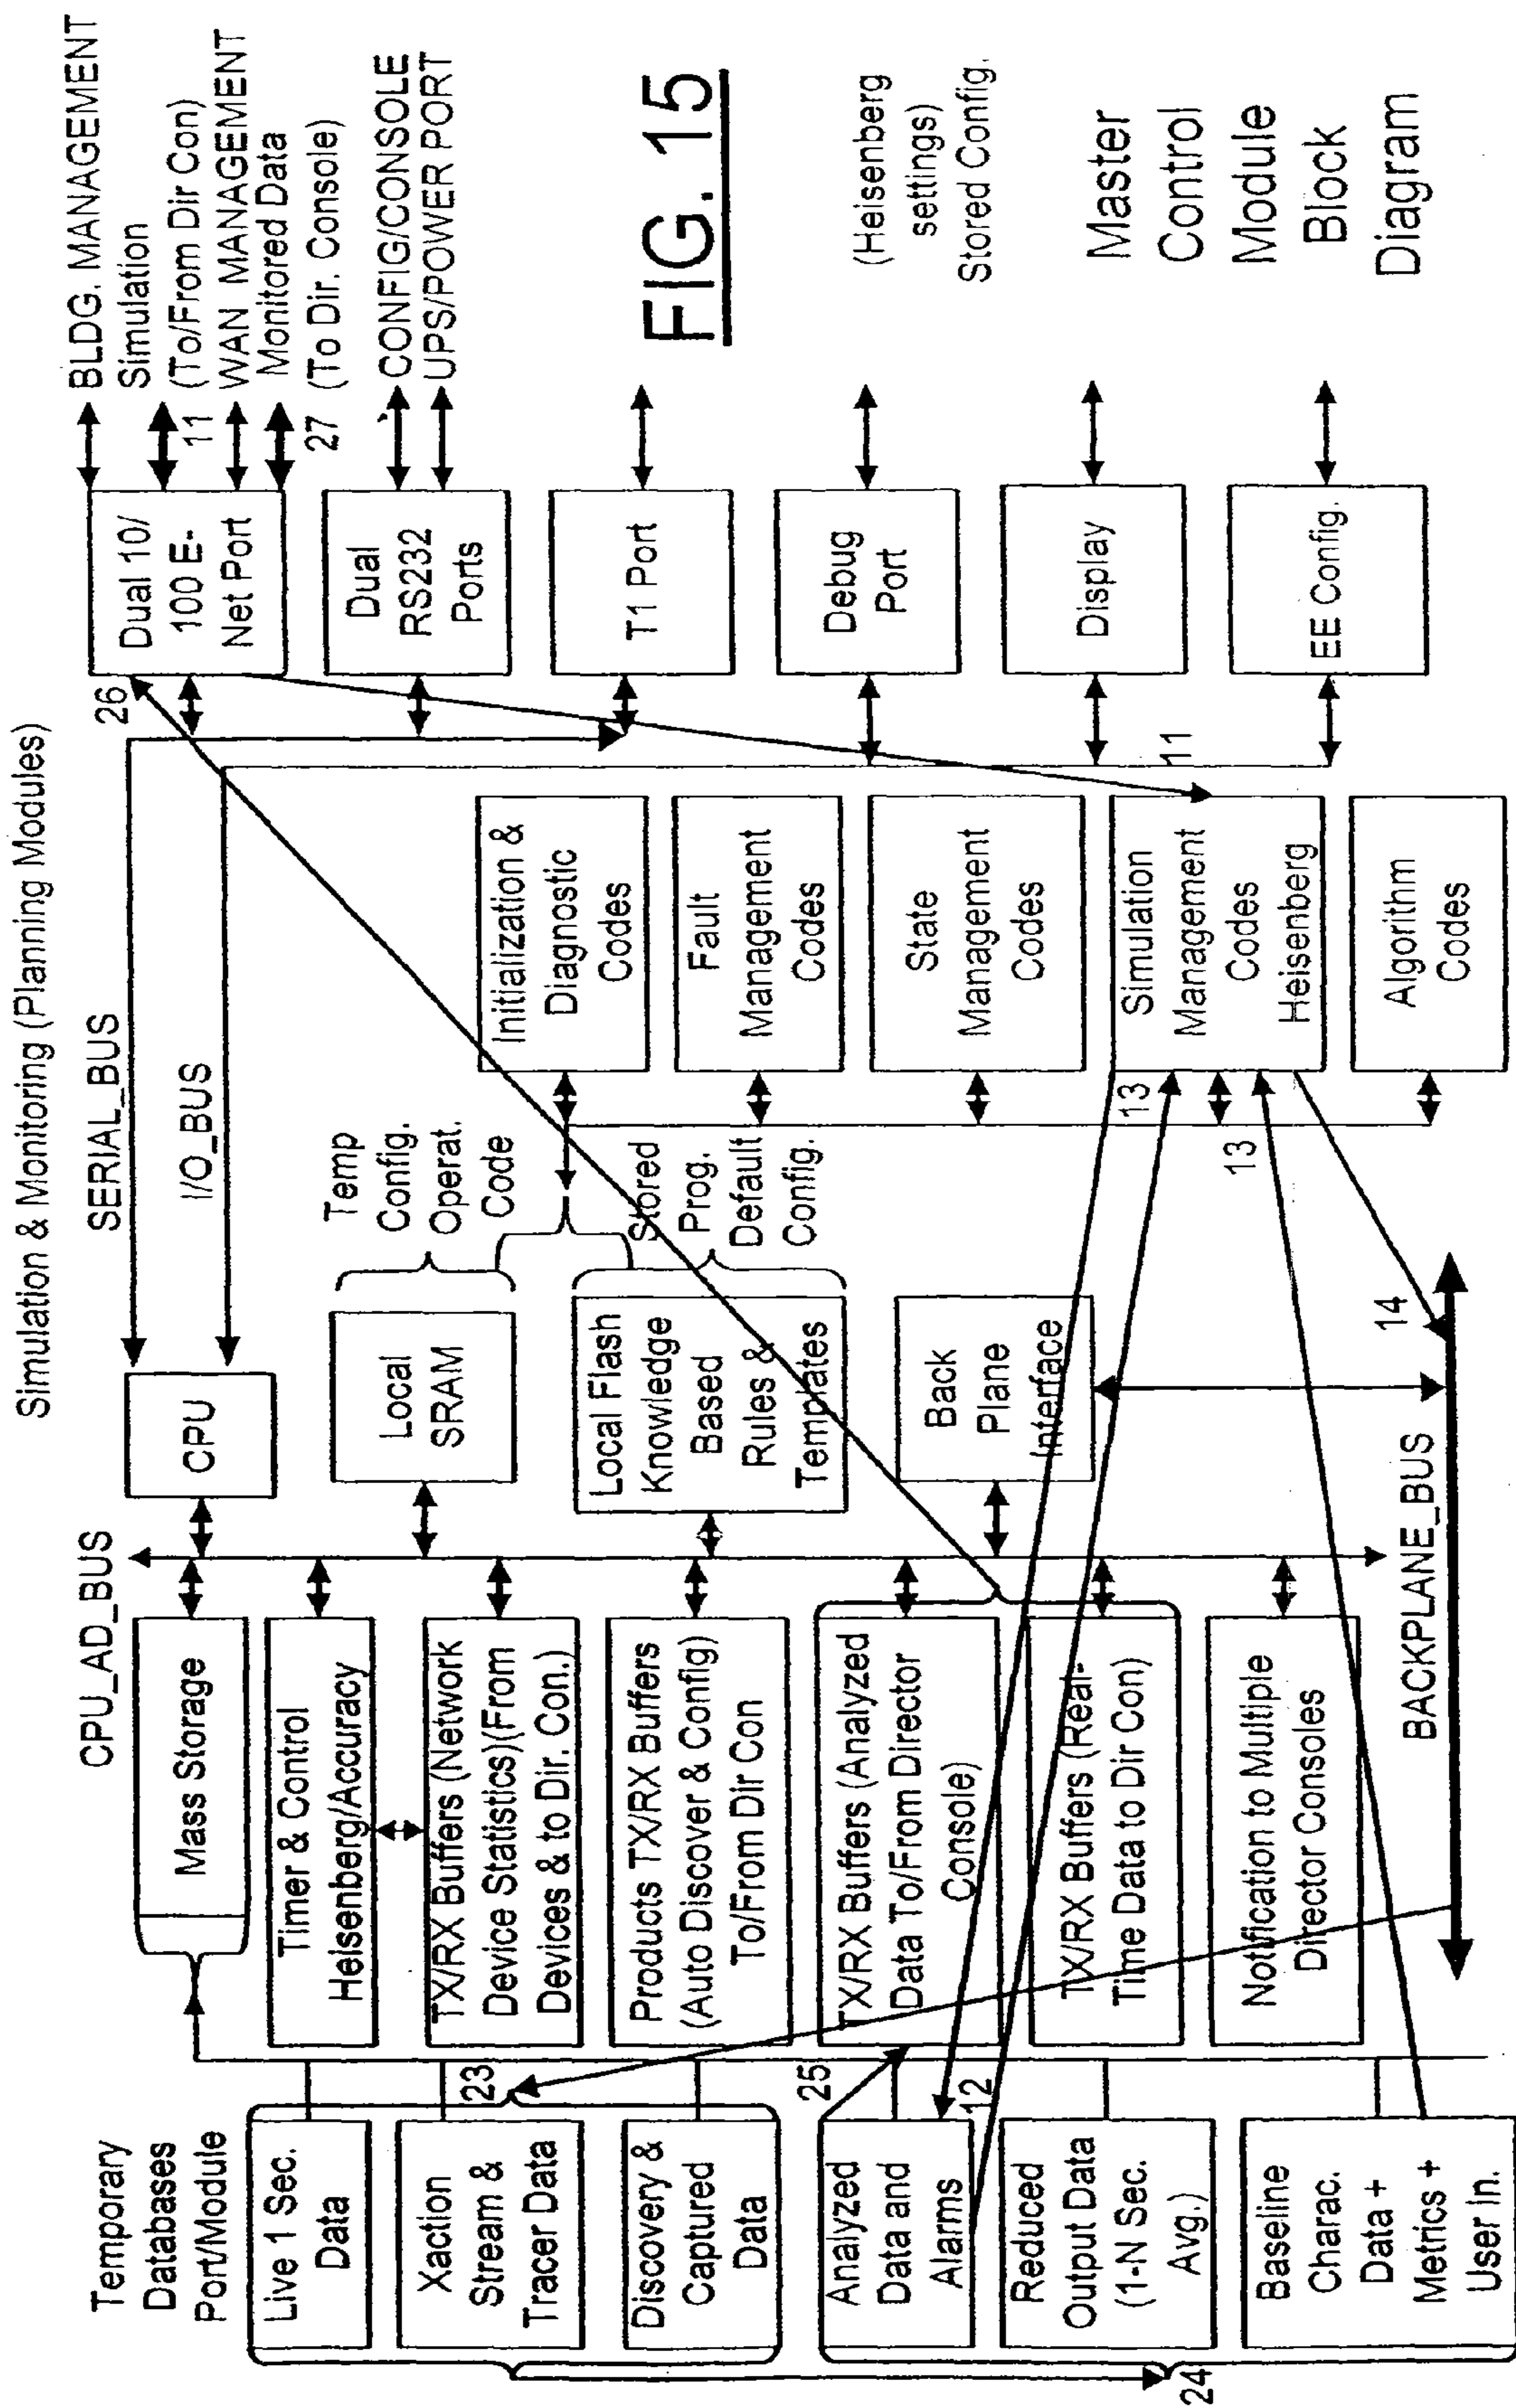 Simulation & Monitoring (Planning Modules)
Temporary
Databases
Port/Module
Live 1 Sec.
Data
Xaction
Stream &
Tracer Data
Discovery &
Captured
Data
Analyzed
Data and
Alarms
Reduced
Output Data
(1-N Sec.
Avg.)
Baseline
Charac.
Data +
Metrics +
User In.
23
25
12
24
CPU_AD_BUS
Mass Storage
Timer & Control
Heisenberg/Accuracy
TX/RX Buffers (Network
Device Statistics)(From
Devices & to Dir. Con.)
Products TX/RX Buffers
(Auto Discover & Config)
To/From Dir Con
TX/RX Buffers (Analyzed
Data To/From Director
Console)
TX/RX Buffers (Real-
Time Data to Dir Con)
Notification to Multiple
Director Consoles
BACKPLANE_BUS
CPU
Local
SRAM
Local Flash
Knowledge
Based
Rules &
Templates
Back
Plane
Interface
14
SERIAL_BUS
I/O_BUS
Temp
Config.
Operat.
Code
Stored
Prog.
Default
Config.
Initialization &
Diagnostic
Codes
Fault
Management
Codes
State
Management
Codes
Simulation
Management
Codes
Heisenberg
Algorithm
Codes
13
13
11
26
Dual 10/
100 E-
Net Port
Dual
RS232
Ports
T1 Port
Debug
Port
Display
EE Config.
BLDG. MANAGEMENT
Simulation
(To/From Dir Con)
11
WAN MANAGEMENT
Monitored Data
27 (To Dir. Console)
CONFIG/CONSOLE
UPS/POWER PORT
FIG. 15
(Heisenberg
settings)
Stored Config.
Master
Control
Module
Block
Diagram